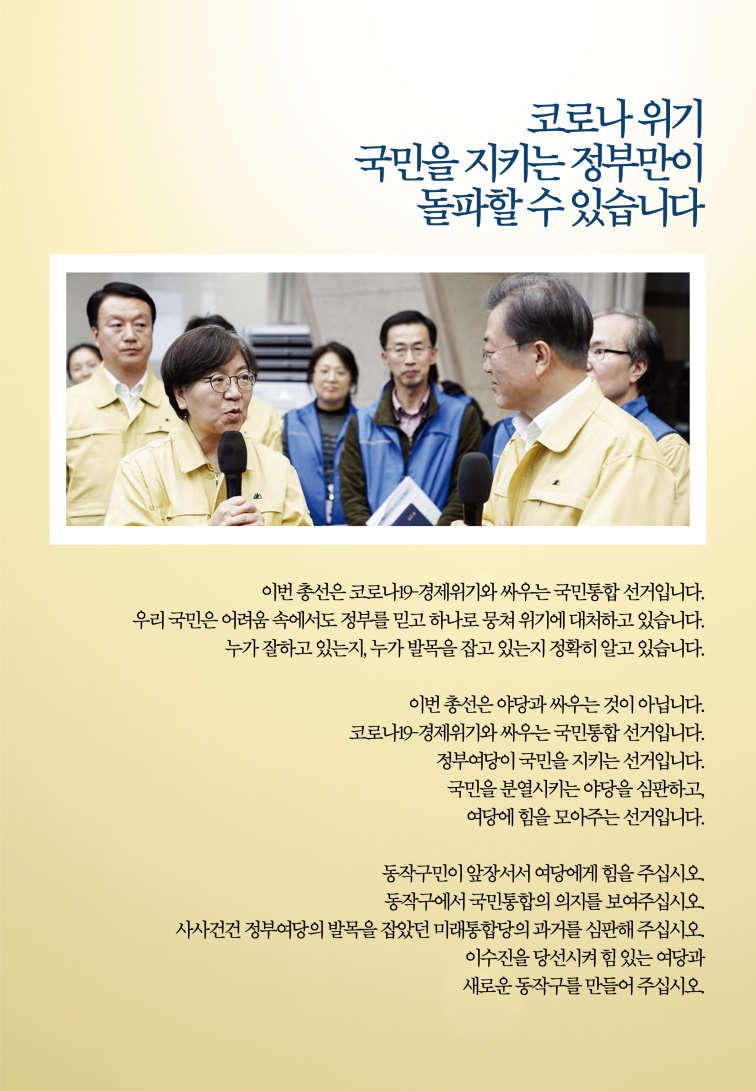 코로나 위기
국민을 지키는 정부만이
돌파할 수 있습니다
이번 총선은 코로나19-경제위기와 싸우는 국민통합 선거입니다.
우리 국민은 어려움 속에서도 정부를 믿고 하나로 뭉쳐 위기에 대처하고 있습니다.
누가 잘하고 있는지, 누가 발목을 잡고 있는지 정확히 알고 있습니다.
이번 총선은 야당과 싸우는 것이 아닙니다.
코로나19-경제위기와 싸우는 국민통합 선거입니다.
정부여당이 국민을 지키는 선거입니다.
국민을 분열시키는 야당을 심판하고,
여당에 힘을 모아주는 선거입니다.
동작구민이 앞장서서 여당에게 힘을 주십시오.
동작구에서 국민통합의 의지를 보여주십시오.
사사건건 정부여당의 발목을 잡았던 미래통합당의 과거를 심판해 주십시오.
이수진을 당선시켜 힘 있는 여당과
새로운 동작구를 만들어 주십시오.